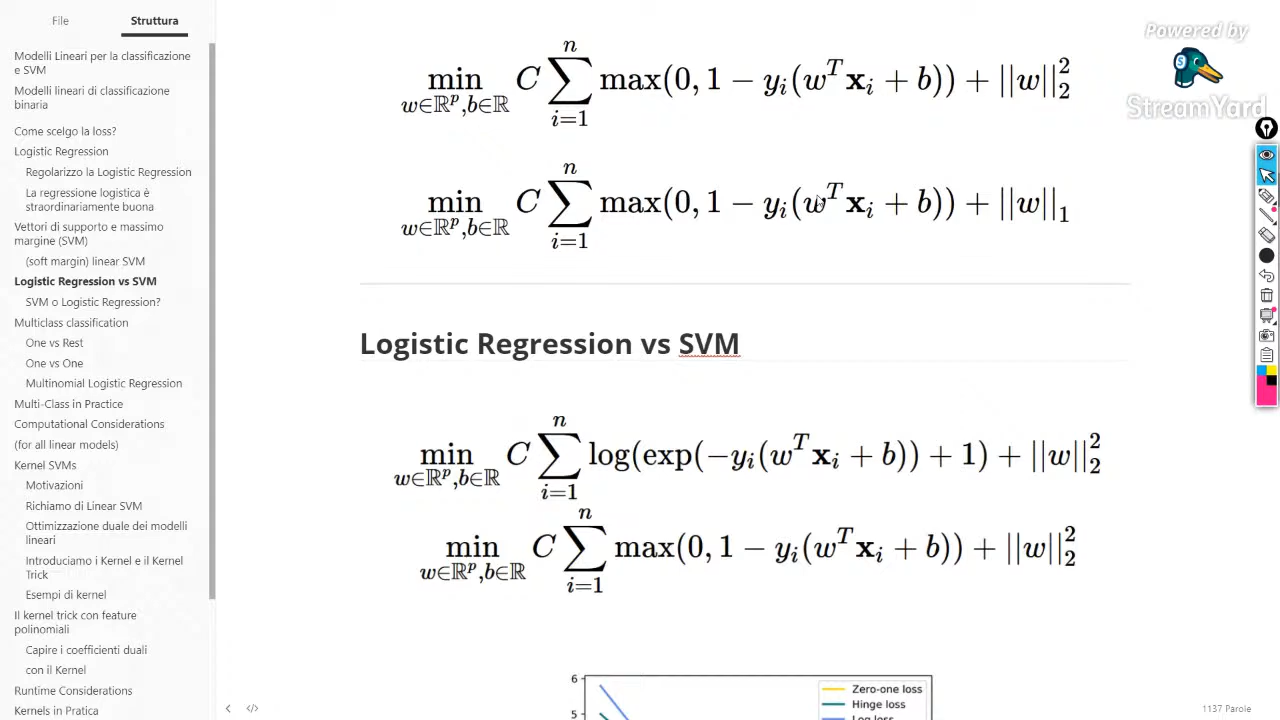 File
Struttura
Modelli Lineari per la classificazione
e SVM
Modelli lineari di classificazione
binaria
Come scelgo la loss?
Logistic Regression
Regolarizzo la Logistic Regression
La regressione logistica è
straordinariamente buona
Vettori di supporto e massimo
margine (SVM)
(soft margin) linear SVM
Logistic Regression vs SVM
SVM o Logistic Regression?
Multiclass classification
One vs Rest
One vs One
Multinomial Logistic Regression
Multi-Class in Practice
Computational Considerations
(for all linear models)
Kernel SVMs
Motivazioni
Richiamo di Linear SVM
Ottimizzazione duale dei modelli
lineari
Introduciamo i Kernel e il Kernel
Trick
Esempi di kernel
Il kernel trick con feature
polinomiali
Capire i coefficienti duali
con il Kernel
Runtime Considerations
Kernels in Pratica
min_{w∈ℝ^p,b∈ℝ} C ∑_{i=1}^{n} max(0, 1 − y_i(w^T x_i + b)) + ||w||_2^2
min_{w∈ℝ^p,b∈ℝ} C ∑_{i=1}^{n} max(0, 1 − y_i(w^T x_i + b)) + ||w||_1
Logistic Regression vs SVM
min_{w∈ℝ^p,b∈ℝ} C ∑_{i=1}^{n} log(exp(−y_i(w^T x_i + b)) + 1) + ||w||_2^2
min_{w∈ℝ^p,b∈ℝ} C ∑_{i=1}^{n} max(0, 1 − y_i(w^T x_i + b)) + ||w||_2^2
6
5
Zero-one loss
Hinge loss
Log loss
1137 Parole
Powered by
StreamYard